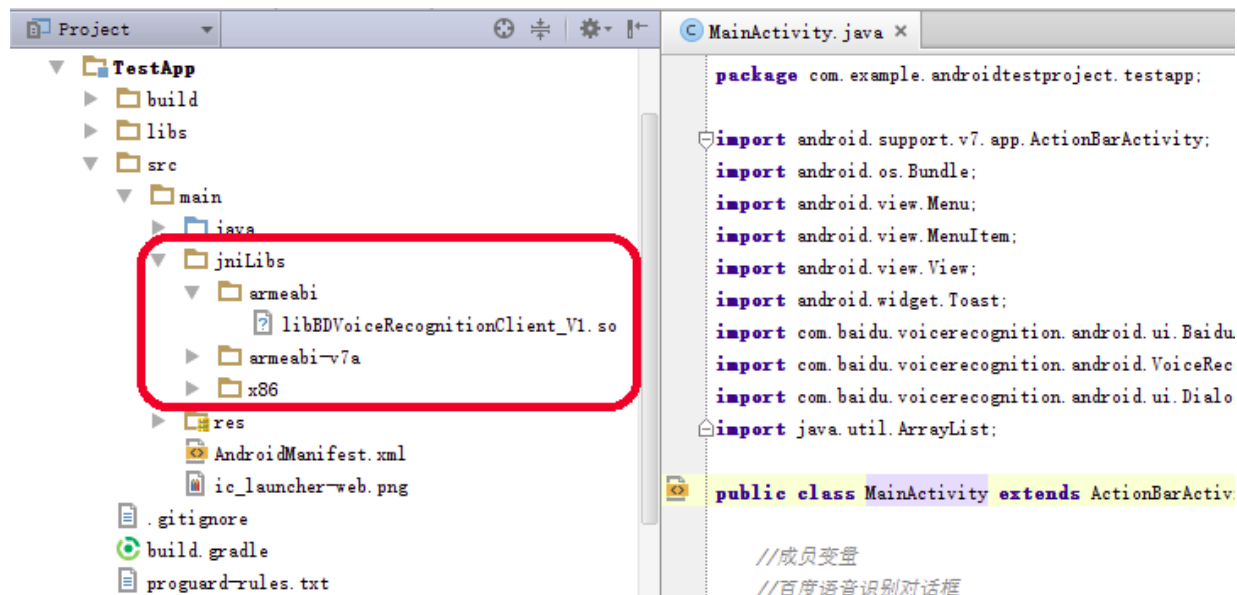 Project
TestApp
build
libs
src
main
java
jniLibs
armeabi
libBDVoiceRecognitionClient_V1.so
armeabi-v7a
x86
res
AndroidManifest.xml
ic_launcher-web.png
.gitignore
build.gradle
proguard-rules.txt
MainActivity.java
package com.example.androidtestproject.testapp;
import android.support.v7.app.ActionBarActivity;
import android.os.Bundle;
import android.view.Menu;
import android.view.MenuItem;
import android.view.View;
import android.widget.Toast;
import com.baidu.voicerecognition.android.ui.Baidu
import com.baidu.voicerecognition.android.VoiceRec
import com.baidu.voicerecognition.android.ui.Dialo
import java.util.ArrayList;
public class MainActivity extends ActionBarActiv
//成员变量
//百度语音识别对话框